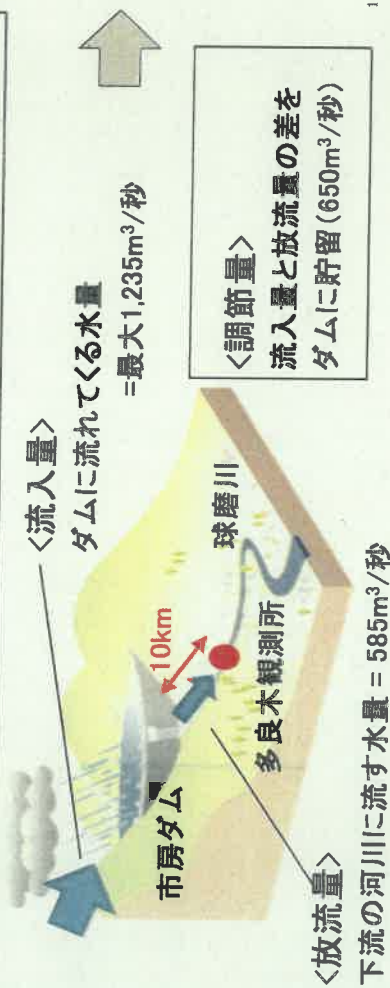 <流入量>
ダムに流れてくる水量
=最大1,235m³/秒
市房ダム
10km
多良木観測所
球磨川
<調節量>
流入量と放流量の差を
ダムに貯留(650m³/秒)
<放流量>
下流の河川に流す水量 = 585m³/秒
1